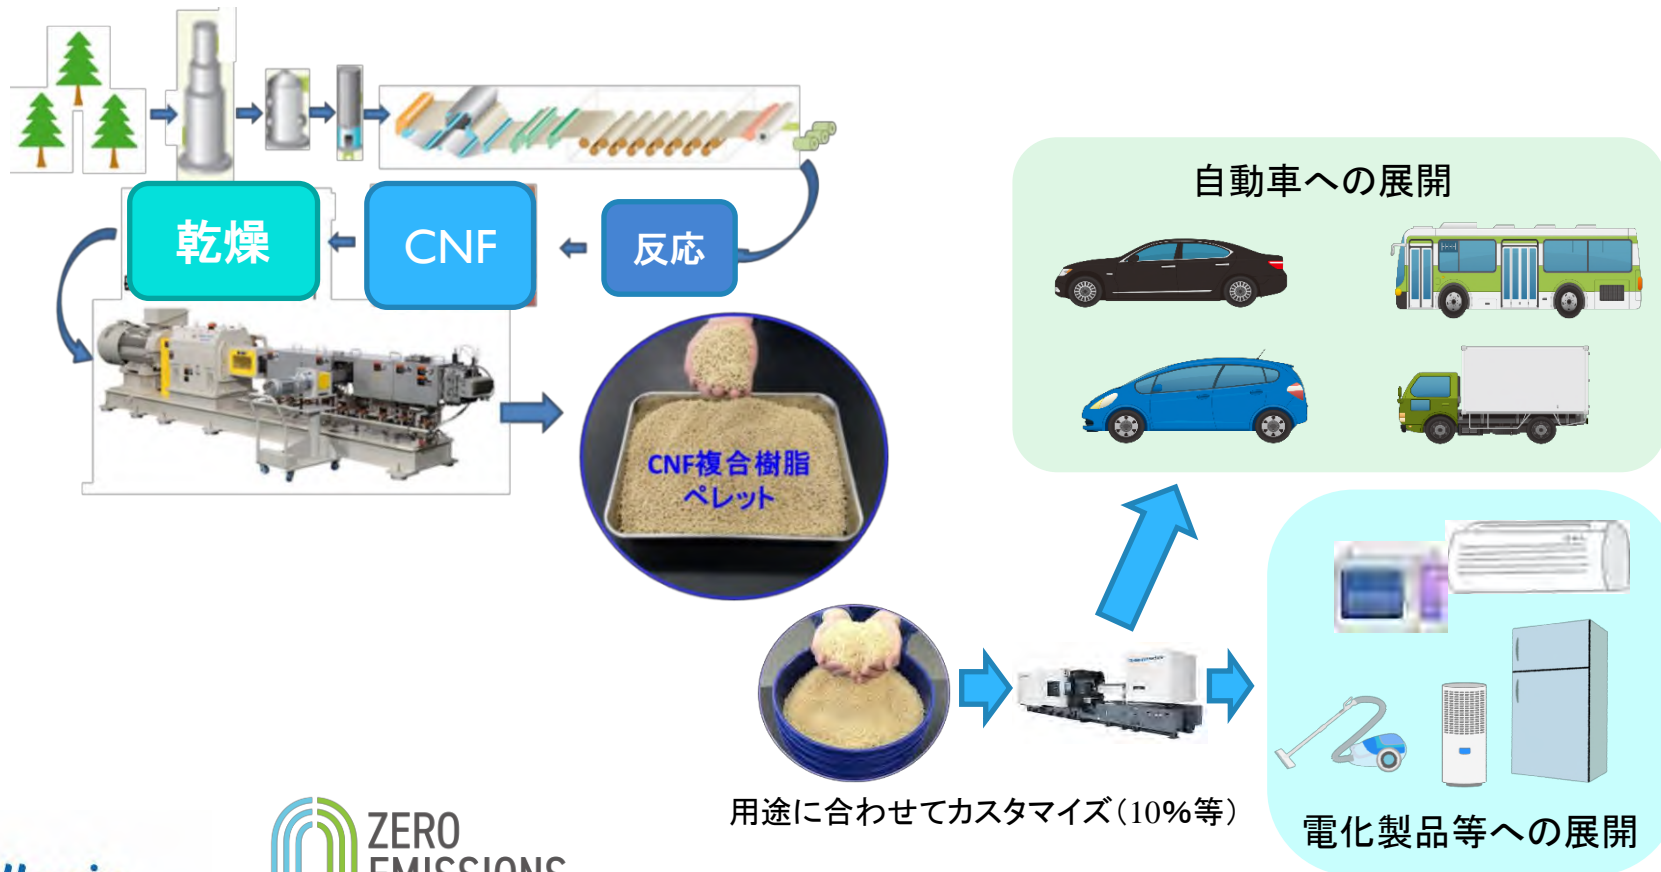 自動車への展開
乾燥
CNF
反応
CNF複合樹脂
ペレット
用途に合わせてカスタマイズ(10%等)
電化製品等への展開
ZERO
EMISSIONS